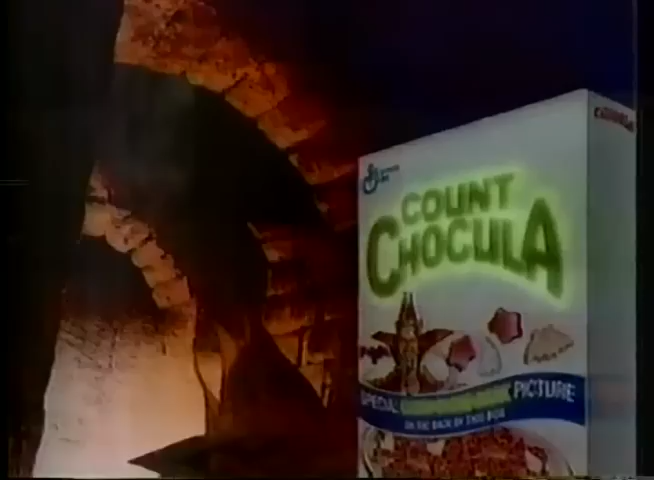 COUNT
CHOCULA
SPECIAL PICTURE
ON THE BACK OF THIS BOX